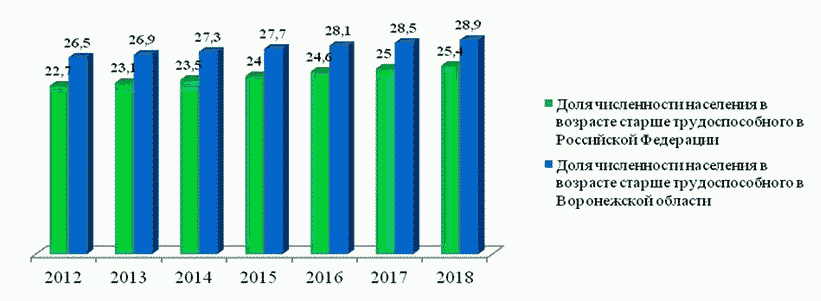 26,5 26,9 27,3 27,7 28,1 28,5 28,9
22,7 23,1 23,5 24 24,6 25 25,4
2012 2013 2014 2015 2016 2017 2018
Доля численности населения в
возрасте старше трудоспособного в
Российской Федерации
Доля численности населения в
возрасте старше трудоспособного в
Воронежской области